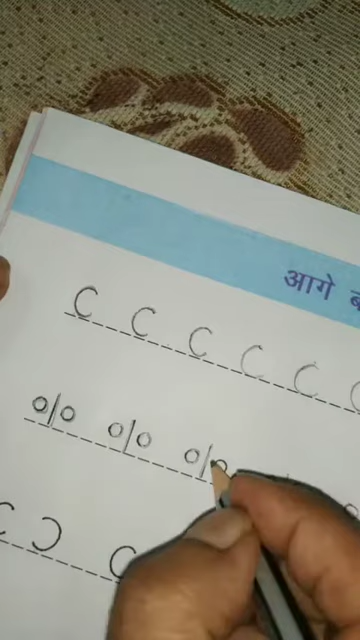 आगे
C C C C C
o/o o/o o/o
C Ɔ C